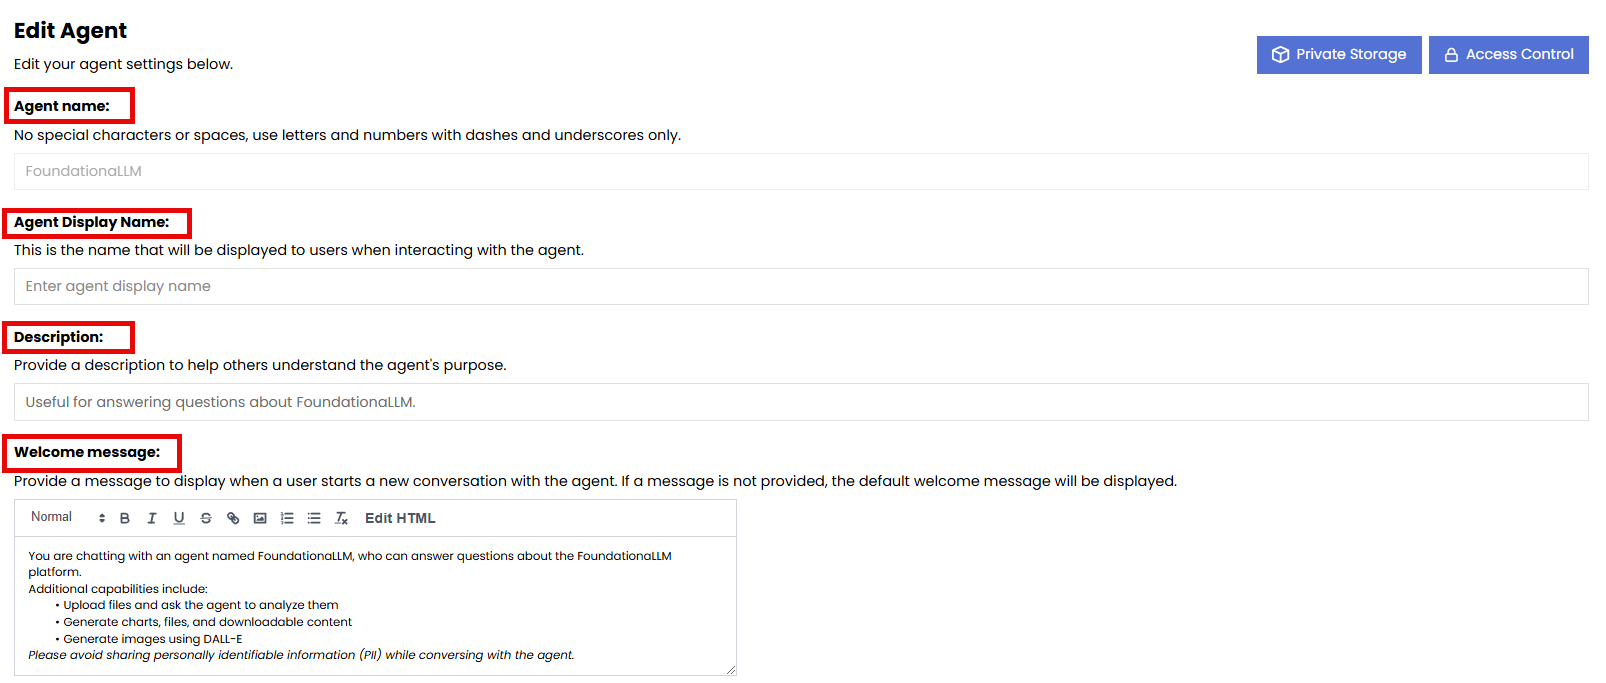 Edit Agent
Edit your agent settings below.
Private Storage
Access Control
Agent name:
No special characters or spaces, use letters and numbers with dashes and underscores only.
FoundationaLLM
Agent Display Name:
This is the name that will be displayed to users when interacting with the agent.
Enter agent display name
Description:
Provide a description to help others understand the agent's purpose.
Useful for answering questions about FoundationaLLM.
Welcome message:
Provide a message to display when a user starts a new conversation with the agent. If a message is not provided, the default welcome message will be displayed.
Normal B I U S Edit HTML
You are chatting with an agent named FoundationaLLM, who can answer questions about the FoundationaLLM
platform.
Additional capabilities include:
• Upload files and ask the agent to analyze them
• Generate charts, files, and downloadable content
• Generate images using DALL-E
Please avoid sharing personally identifiable information (PII) while conversing with the agent.